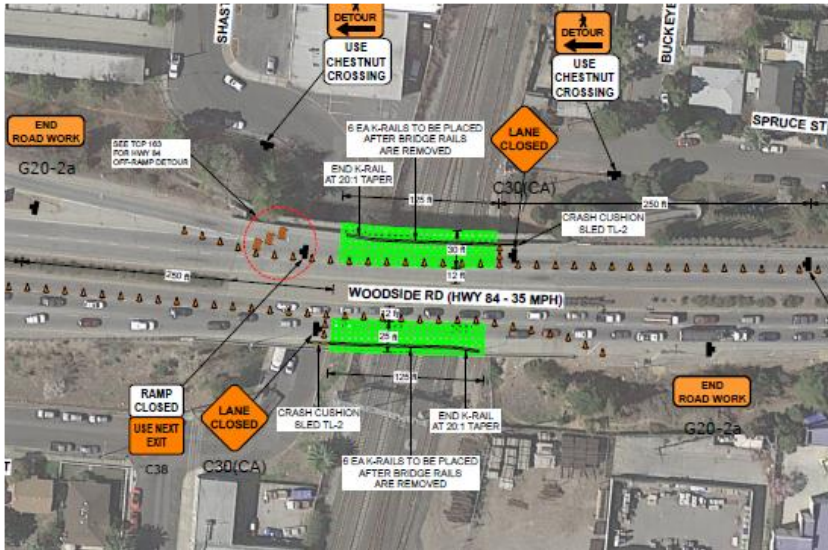 SHAST
DETOUR
USE
CHESTNUT
CROSSING
DETOUR
USE
CHESTNUT
CROSSING
BUCKEYE
SPRUCE ST
END
ROAD WORK
G20-2a
SEE TCP 103
FOR HWY 84
OFF-RAMP DETOUR
6 EA K-RAILS TO BE PLACED
AFTER BRIDGE RAILS
ARE REMOVED
END K-RAIL
AT 20:1 TAPER
LANE
CLOSED
C30(CA)
125 ft
250 ft
CRASH CUSHION
SLED TL-2
30 ft
12 ft
250 ft
WOODSIDE RD (HWY 84 - 35 MPH)
12 ft
25 ft
125 ft
RAMP
CLOSED
USE NEXT
EXIT
C38
LANE
CLOSED
C30(CA)
CRASH CUSHION
SLED TL-2
END K-RAIL
AT 20:1 TAPER
6 EA K-RAILS TO BE PLACED
AFTER BRIDGE RAILS
ARE REMOVED
END
ROAD WORK
G20-2a
T